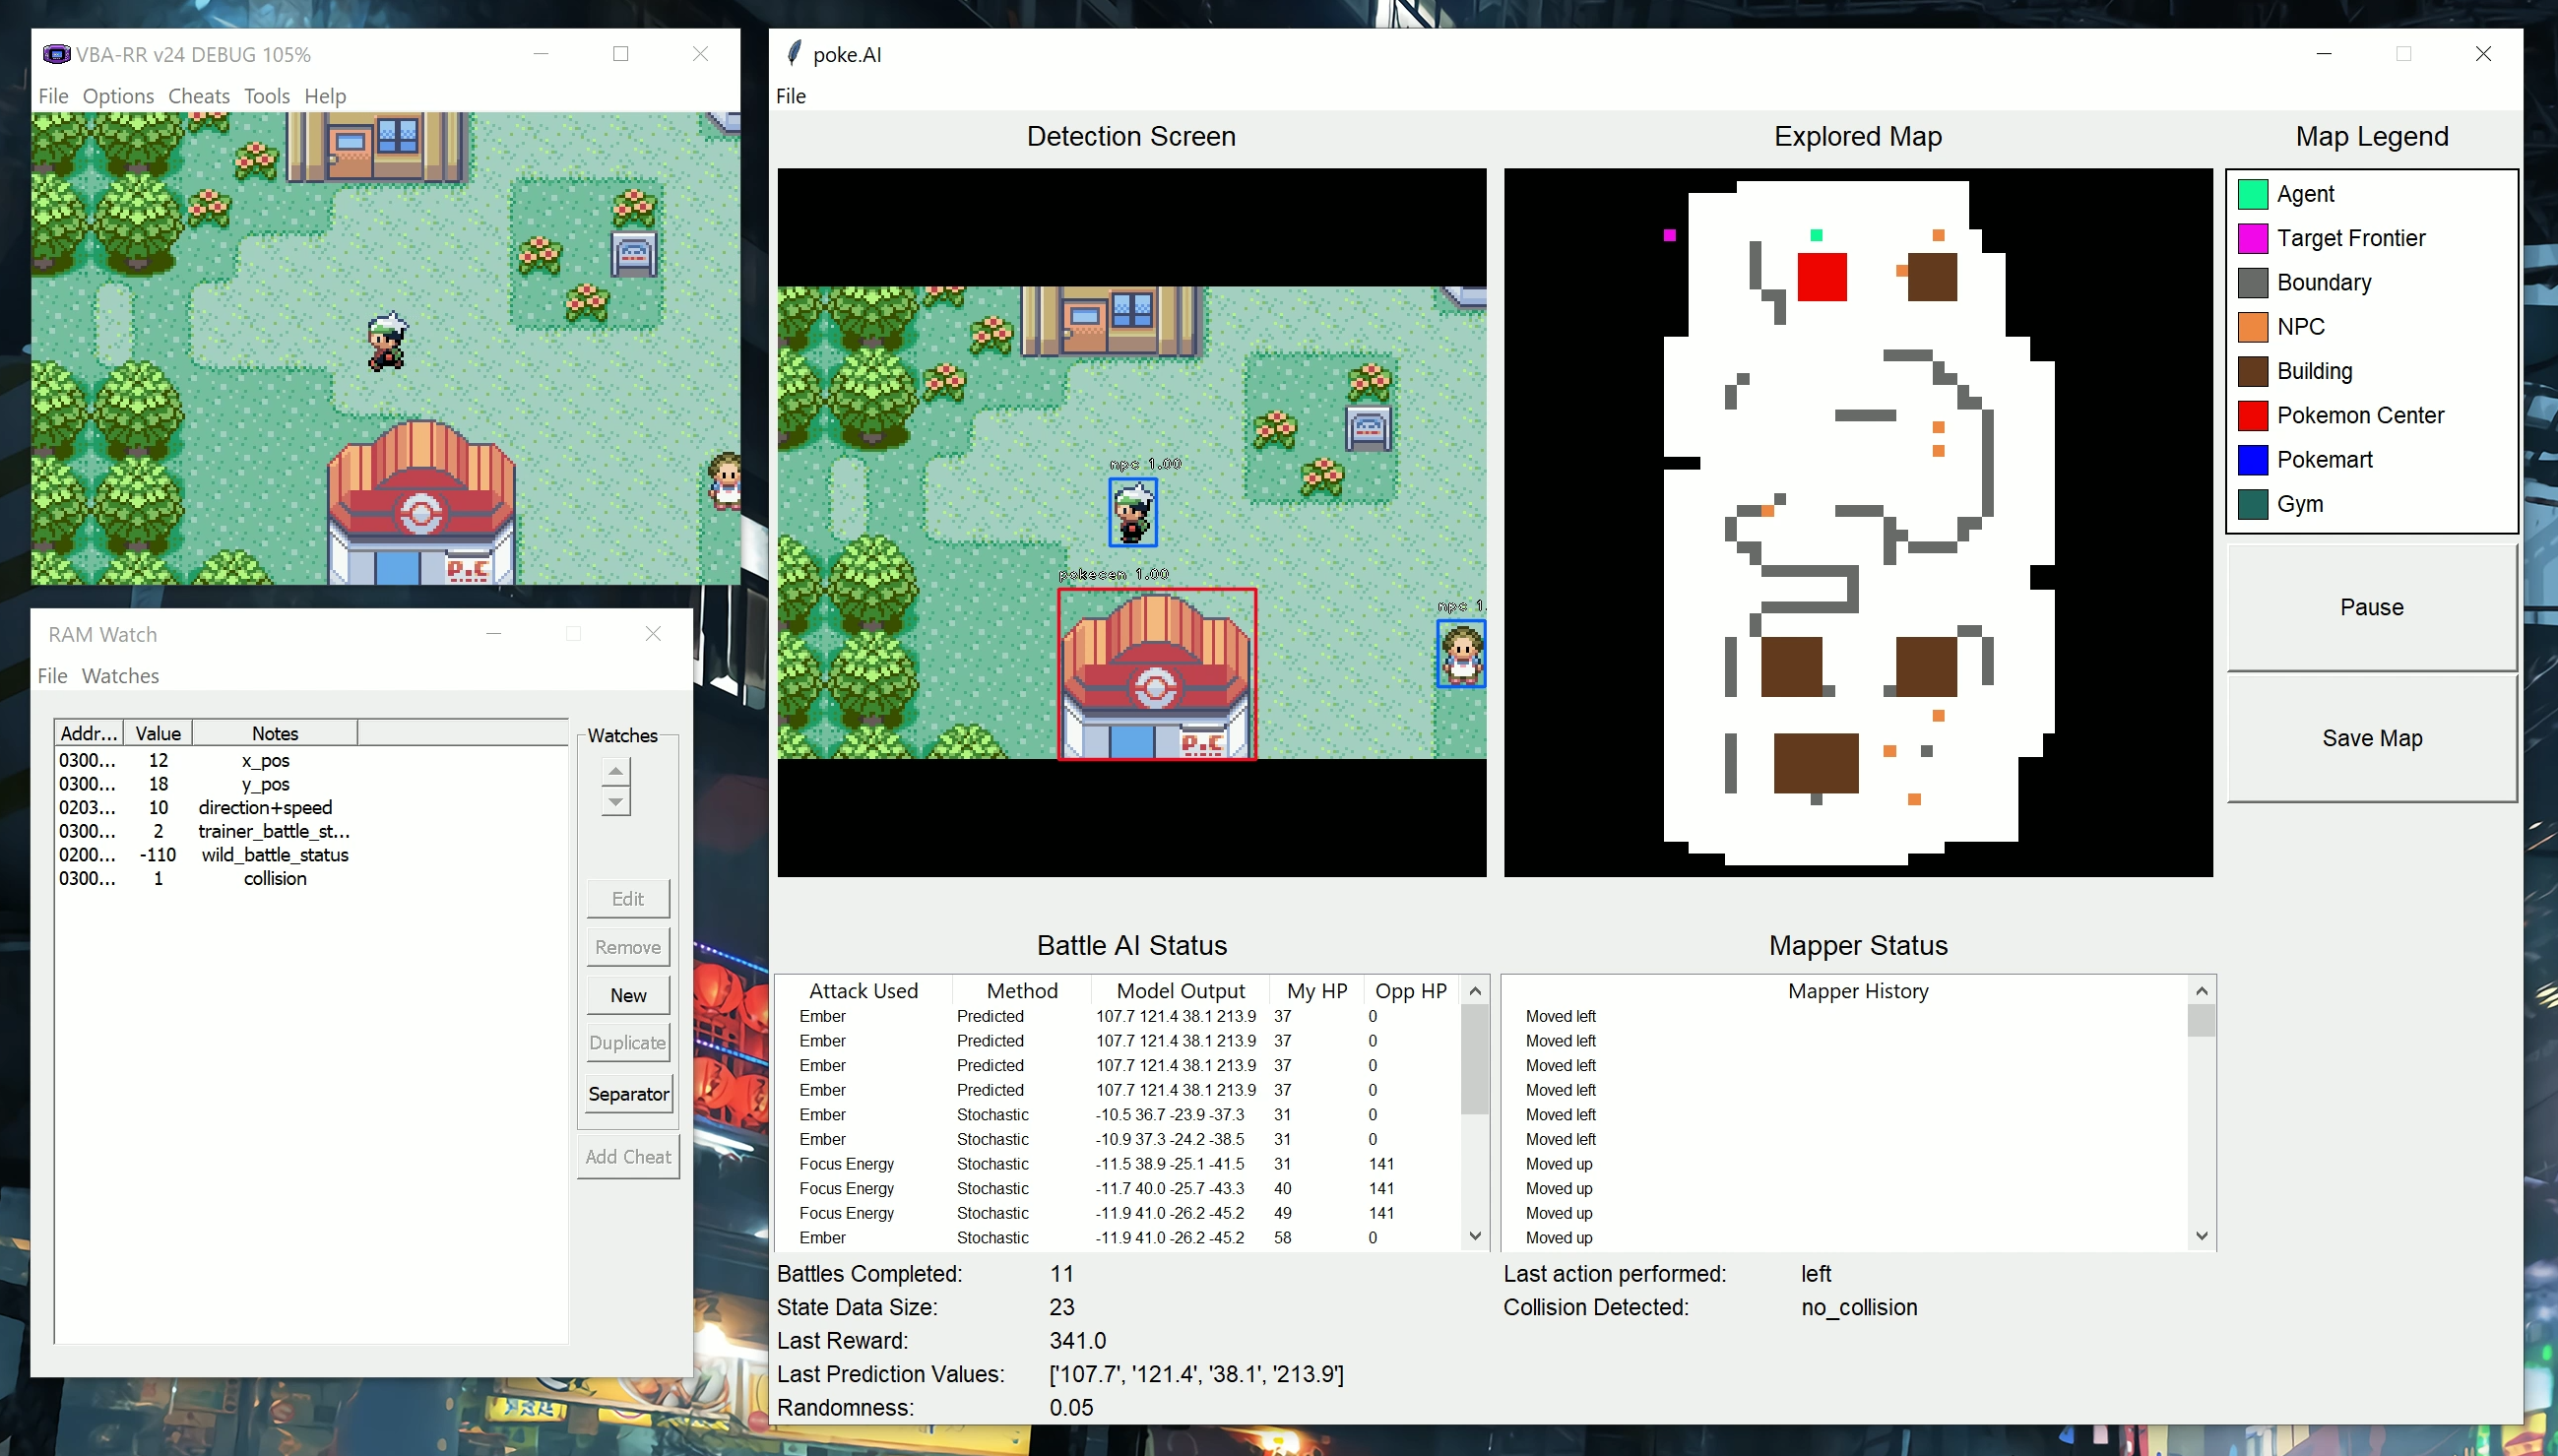 VBA-RR v24 DEBUG 105%
File Options Cheats Tools Help
P.C
RAM Watch
File Watches
Addr... Value Notes
0300... 12 x_pos
0300... 18 y_pos
0203... 10 direction+speed
0300... 2 trainer_battle_st...
0200... -110 wild_battle_status
0300... 1 collision
Watches
Edit
Remove
New
Duplicate
Separator
Add Cheat
poke.AI
File
Detection Screen
npc 1.00
pokecen 1.00
npc 1.
P.C
Explored Map
Map Legend
Agent
Target Frontier
Boundary
NPC
Building
Pokemon Center
Pokemart
Gym
Pause
Save Map
Battle AI Status
Attack Used Method Model Output My HP Opp HP
Ember Predicted 107.7 121.4 38.1 213.9 37 0
Ember Predicted 107.7 121.4 38.1 213.9 37 0
Ember Predicted 107.7 121.4 38.1 213.9 37 0
Ember Predicted 107.7 121.4 38.1 213.9 37 0
Ember Stochastic -10.5 36.7 -23.9 -37.3 31 0
Ember Stochastic -10.9 37.3 -24.2 -38.5 31 0
Focus Energy Stochastic -11.5 38.9 -25.1 -41.5 31 141
Focus Energy Stochastic -11.7 40.0 -25.7 -43.3 40 141
Focus Energy Stochastic -11.9 41.0 -26.2 -45.2 49 141
Ember Stochastic -11.9 41.0 -26.2 -45.2 58 0
Battles Completed: 11
State Data Size: 23
Last Reward: 341.0
Last Prediction Values: ['107.7', '121.4', '38.1', '213.9']
Randomness: 0.05
Mapper Status
Mapper History
Moved left
Moved left
Moved left
Moved left
Moved left
Moved left
Moved up
Moved up
Moved up
Moved up
Last action performed: left
Collision Detected: no_collision